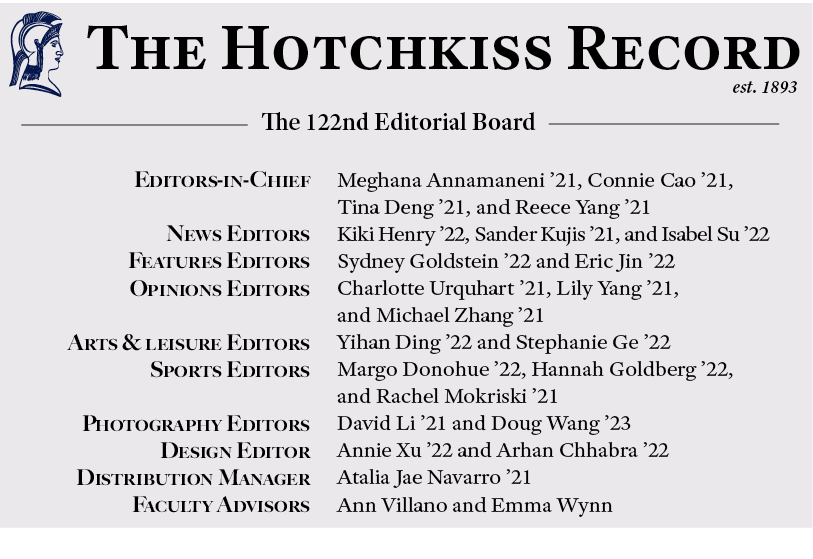 THE HOTCHKISS RECORD
est. 1893
The 122nd Editorial Board
EDITORS-IN-CHIEF Meghana Annamaneni ’21, Connie Cao ’21,
Tina Deng ’21, and Reece Yang ’21
NEWS EDITORS Kiki Henry ’22, Sander Kujis ’21, and Isabel Su ’22
FEATURES EDITORS Sydney Goldstein ’22 and Eric Jin ’22
OPINIONS EDITORS Charlotte Urquhart ’21, Lily Yang ’21,
and Michael Zhang ’21
ARTS & LEISURE EDITORS Yihan Ding ’22 and Stephanie Ge ’22
SPORTS EDITORS Margo Donohue ’22, Hannah Goldberg ’22,
and Rachel Mokriski ’21
PHOTOGRAPHY EDITORS David Li ’21 and Doug Wang ’23
DESIGN EDITOR Annie Xu ’22 and Arhan Chhabra ’22
DISTRIBUTION MANAGER Atalia Jae Navarro ’21
FACULTY ADVISORS Ann Villano and Emma Wynn